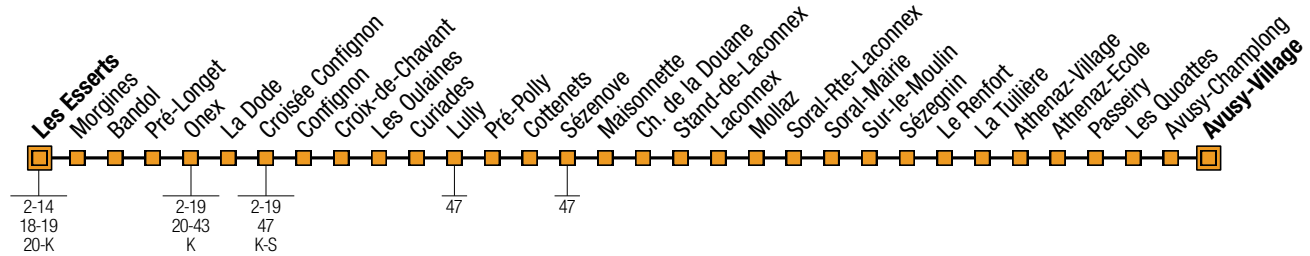 Les Esserts
Morgines
Bandol
Pré-Longet
Onex
La Dode
Croisée Confignon
Confignon
Croix-de-Chavant
Les Oulaines
Curiades
Lully
Pré-Polly
Cottenets
Sézenove
Maisonnette
Ch. de la Douane
Stand-de-Laconnex
Laconnex
Mollaz
Soral-Rte-Laconnex
Soral-Mairie
Sur-le-Moulin
Sézegnin
Le Renfort
La Tuilière
Athenaz-Village
Athenaz-Ecole
Passeiry
Les Quoattes
Avusy-Champlong
Avusy-Village
2-14
18-19
20-K
2-19
20-43
K
2-19
47
K-S
47
47